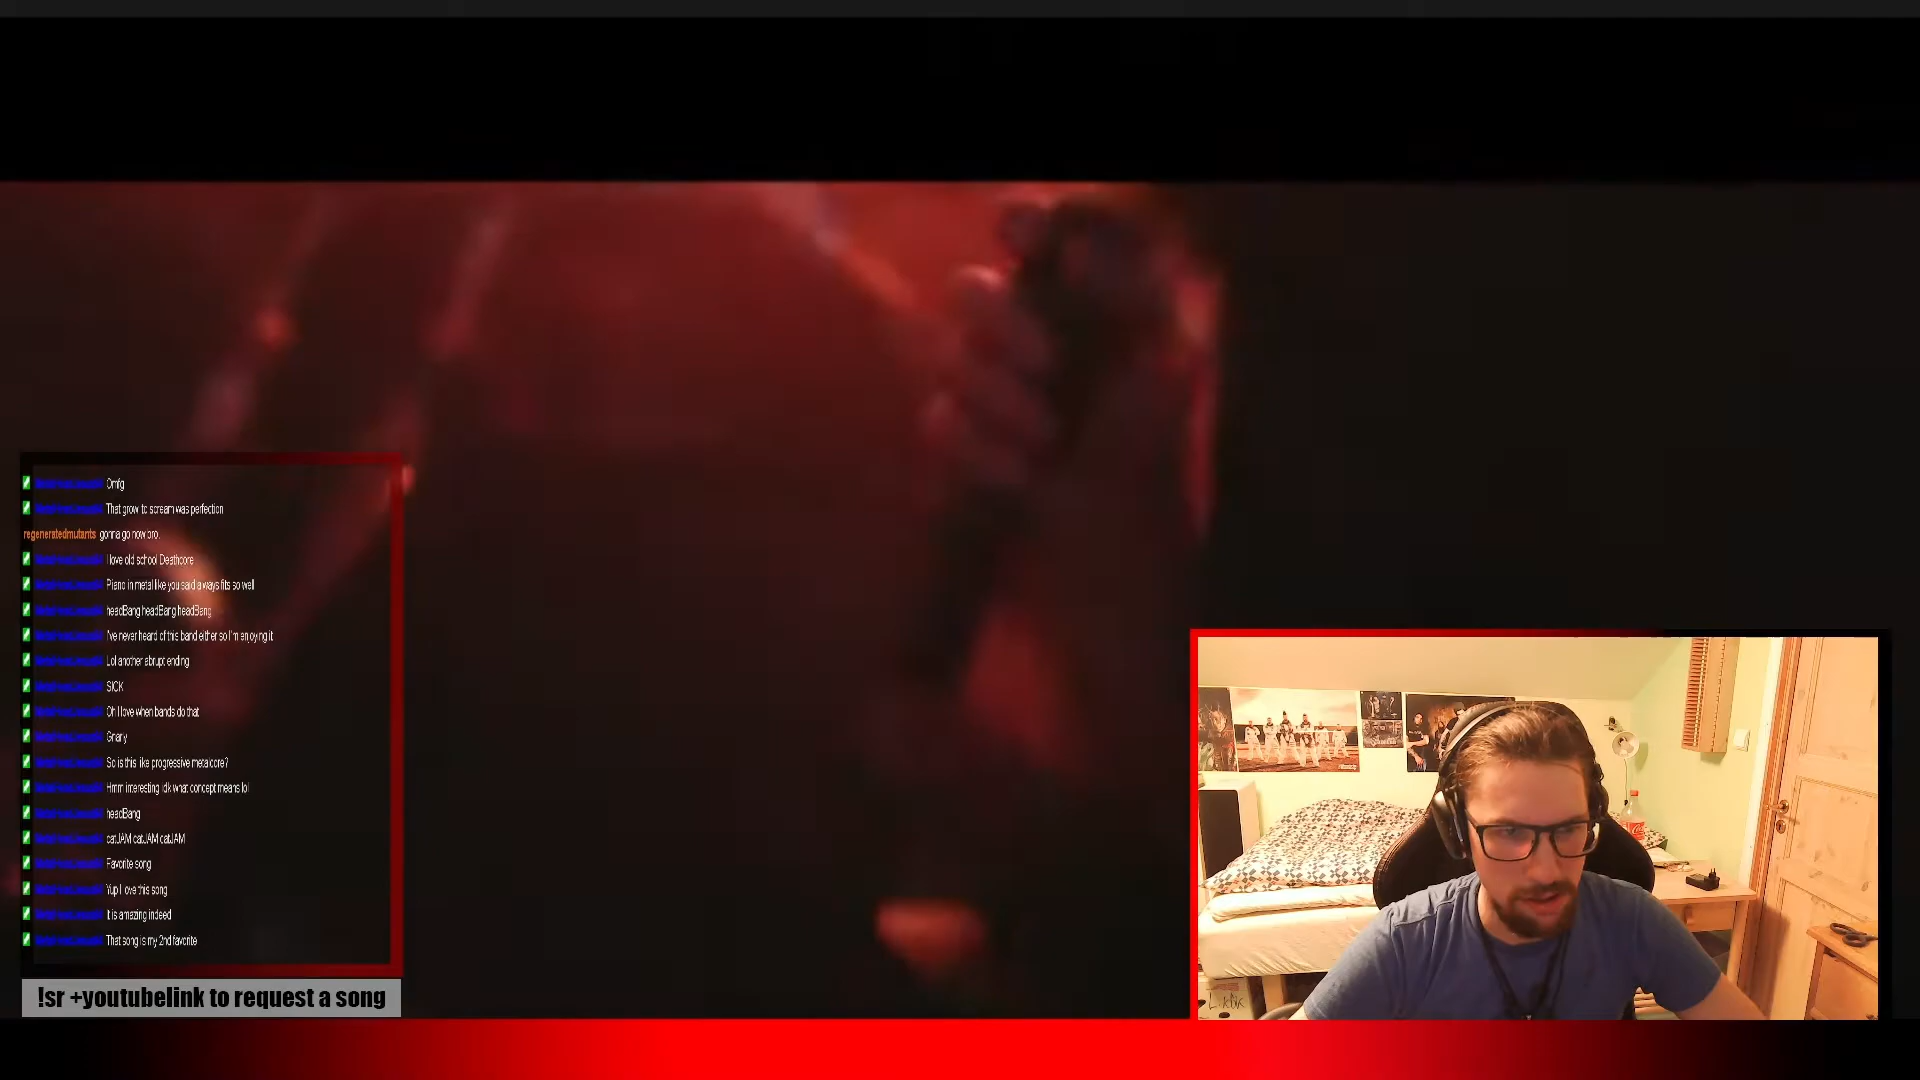 Omfg
That grow to scream was perfection
regeneratedmutants gonna go now bro.
I love old school Deathcore
Piano in metal like you said always fits so well
headBang headBang headBang
I've never heard of this band either so I'm enjoying it
Lol another abrupt ending
SICK
Oh I love when bands do that
Gnarly
So is this like progressive metalcore?
Hmm interesting idk what concept means lol
headBang
catJAM catJAM catJAM
Favorite song
Yup I love this song
It is amazing indeed
That song is my 2nd favorite
!sr +youtubelink to request a song